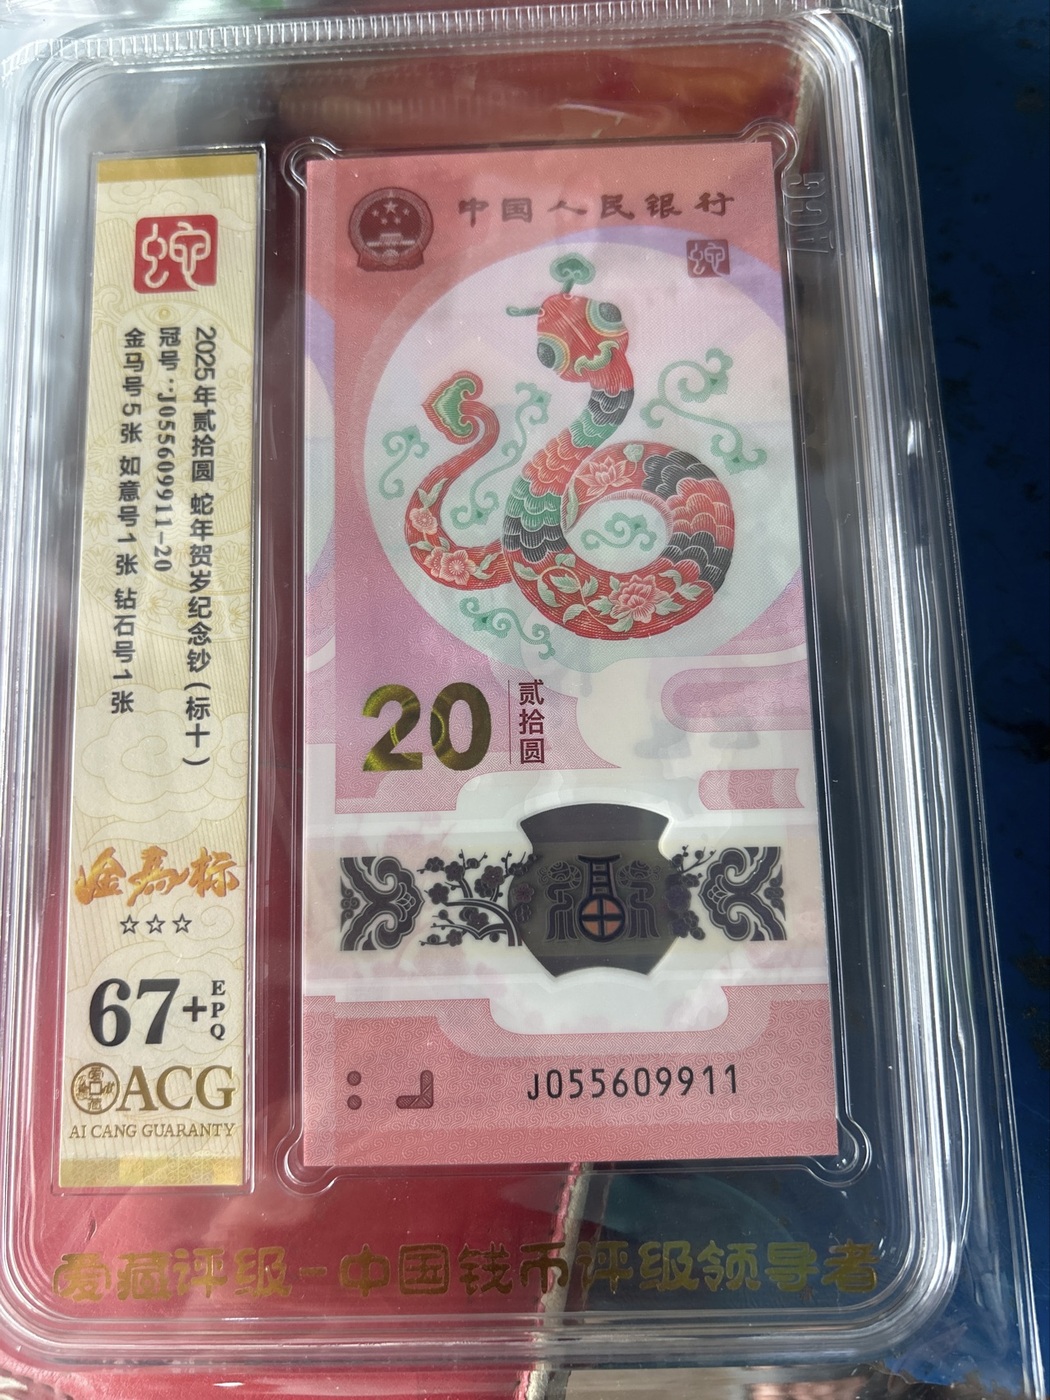 蛇
2025年贰拾圆 蛇年贺岁纪念钞(标十)
冠号:J055609911-20
金马号5张 如意号1张 钻石号1张
金马标
☆☆☆
67+EPQ
ACG
AI CANG GUARANTY
中国人民银行
蛇
20 贰拾圆
福
J055609911
ACG
爱藏评级-中国钱币评级领导者